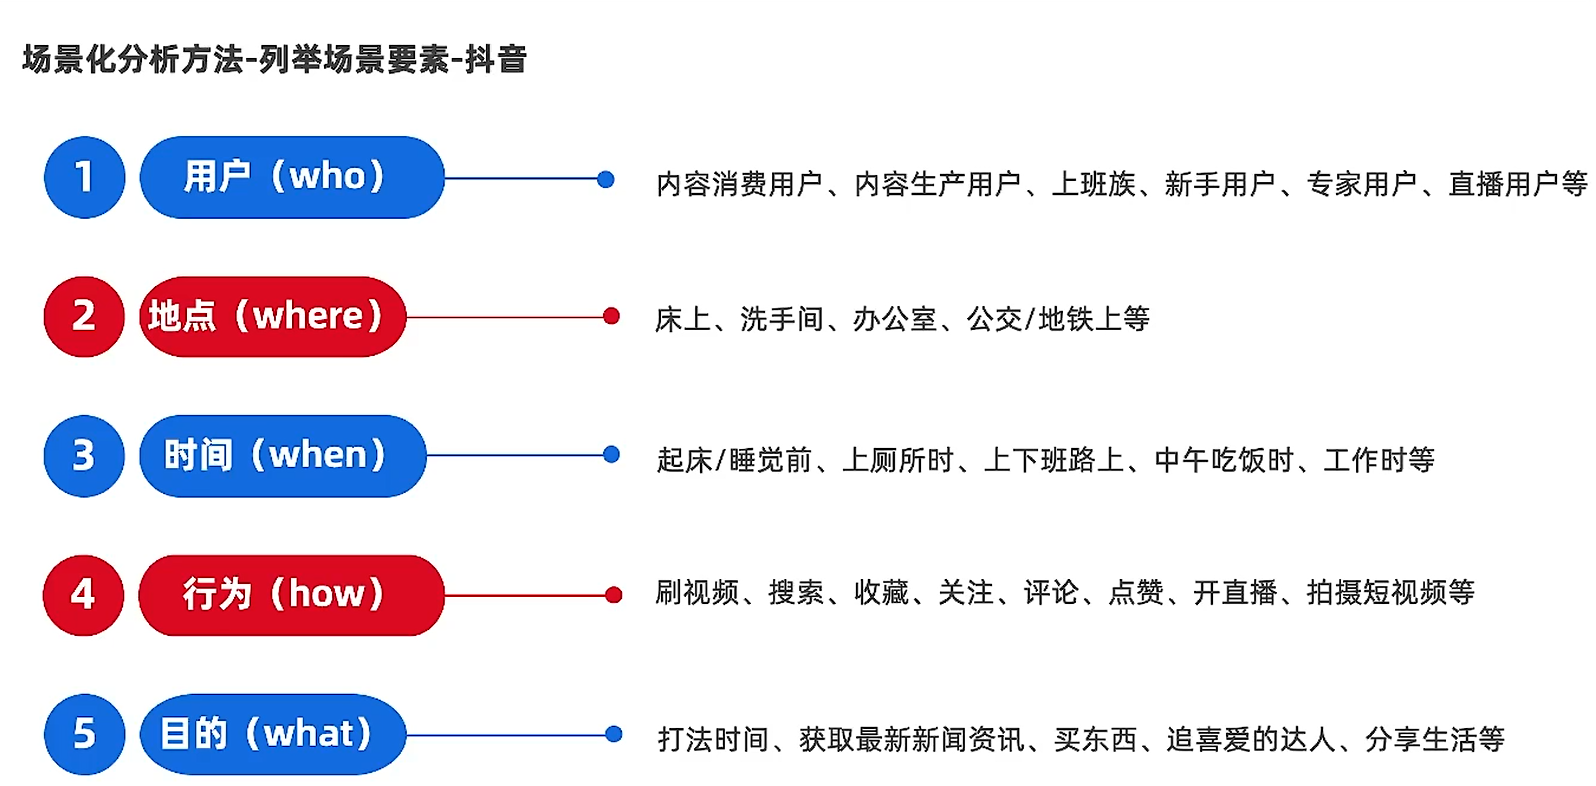 场景化分析方法-列举场景要素-抖音
1 用户（who） 内容消费用户、内容生产用户、上班族、新手用户、专家用户、直播用户等
2 地点（where） 床上、洗手间、办公室、公交/地铁上等
3 时间（when） 起床/睡觉前、上厕所时、上下班路上、中午吃饭时、工作时等
4 行为（how） 刷视频、搜索、收藏、关注、评论、点赞、开直播、拍摄短视频等
5 目的（what） 打法时间、获取最新新闻资讯、买东西、追喜爱的达人、分享生活等